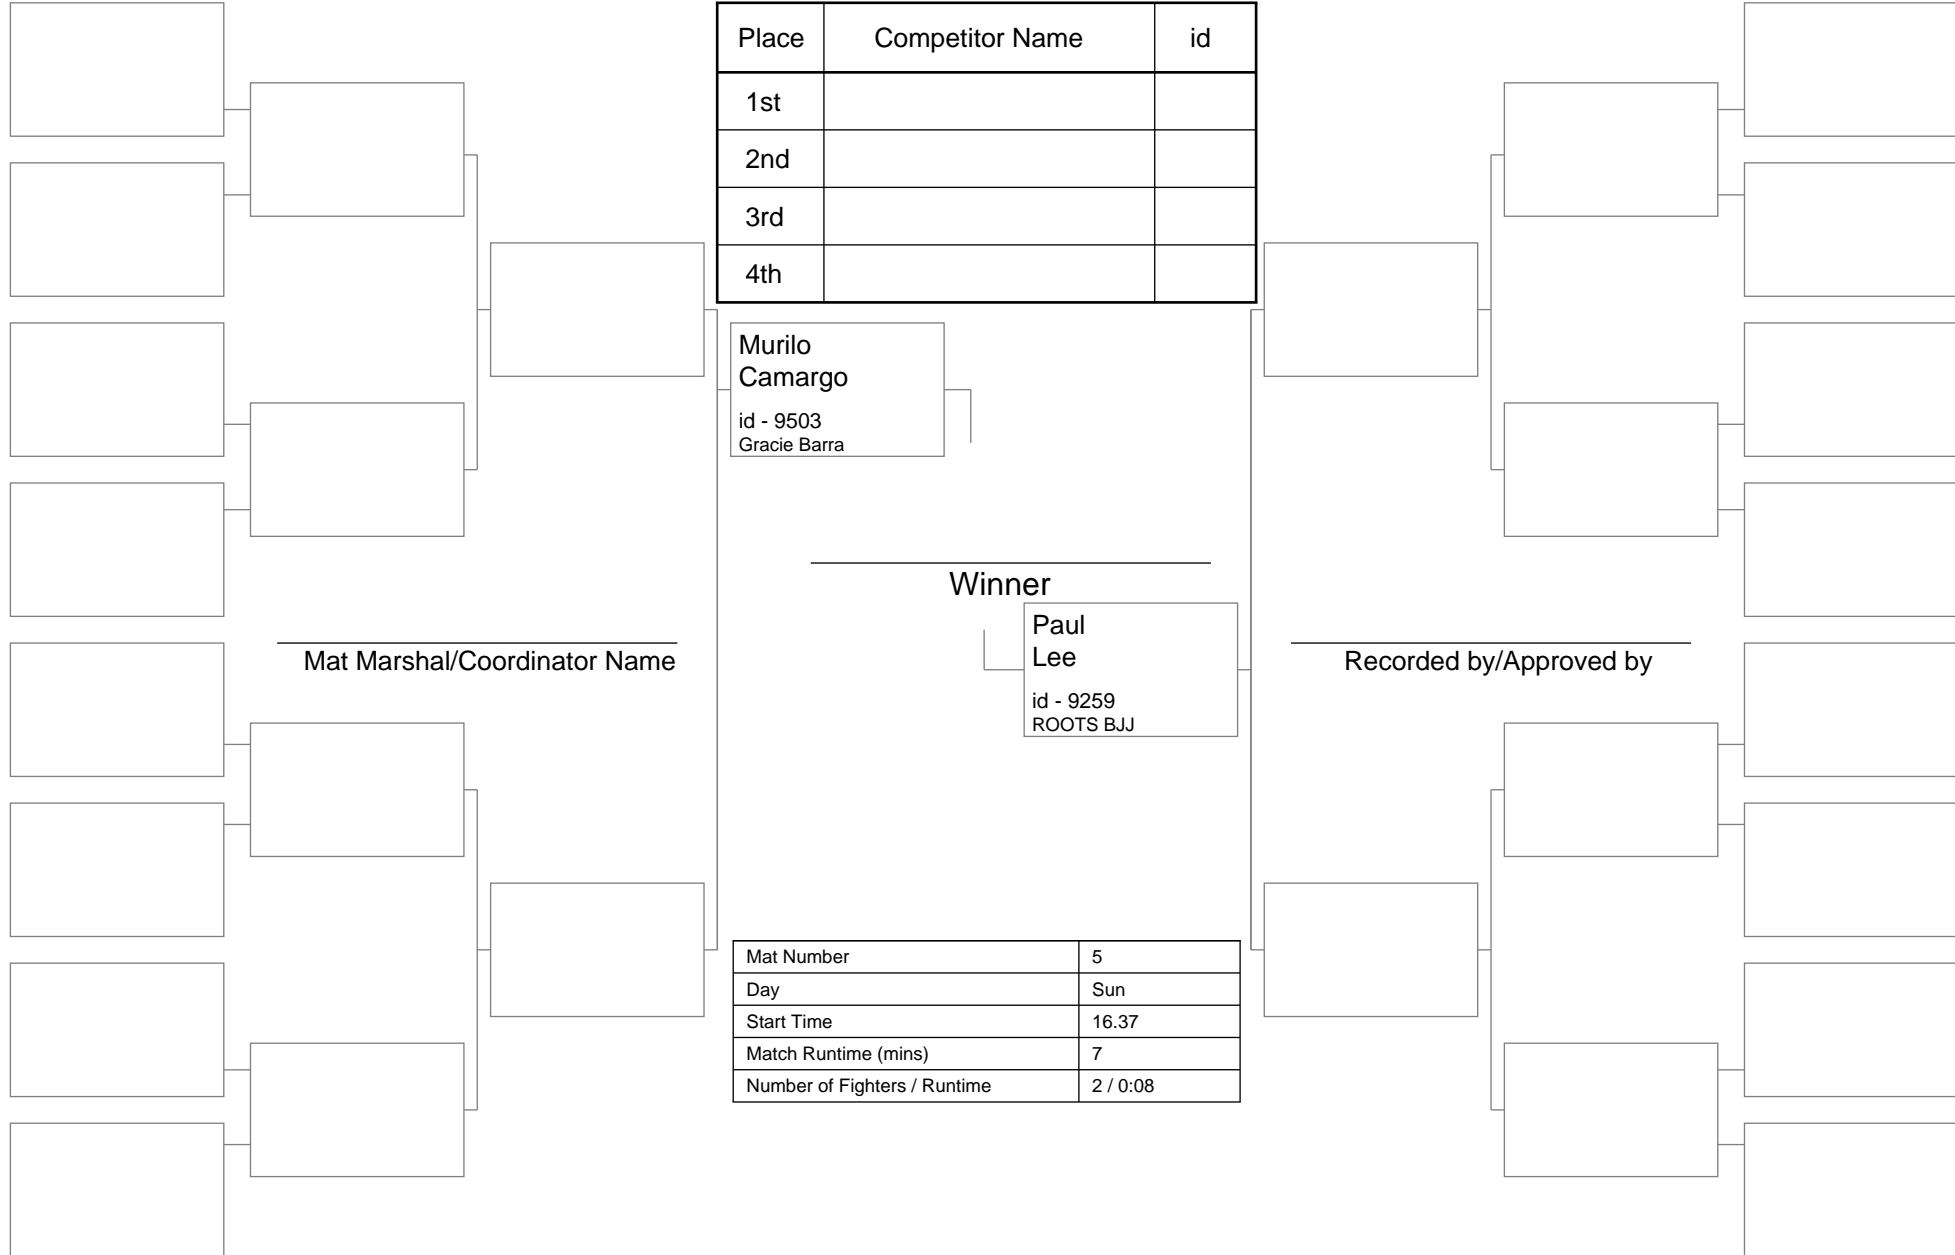 Place Competitor Name id
1st
2nd
3rd
4th
Murilo
Camargo
id - 9503
Gracie Barra
Winner
Paul
Lee
id - 9259
ROOTS BJJ
Mat Marshal/Coordinator Name
Recorded by/Approved by
Mat Number 5
Day Sun
Start Time 16.37
Match Runtime (mins) 7
Number of Fighters / Runtime 2 / 0:08